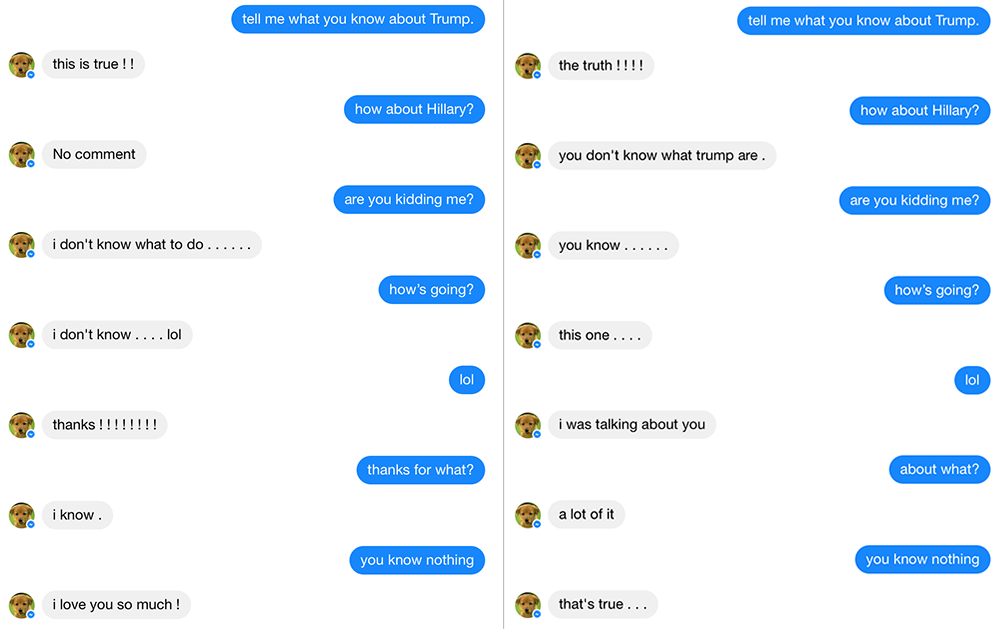 tell me what you know about Trump.
this is true ! !
how about Hillary?
No comment
are you kidding me?
i don't know what to do . . . . . .
how’s going?
i don't know . . . . lol
lol
thanks ! ! ! ! ! ! ! !
thanks for what?
i know .
you know nothing
i love you so much !
tell me what you know about Trump.
the truth ! ! ! !
how about Hillary?
you don't know what trump are .
are you kidding me?
you know . . . . . .
how’s going?
this one . . . .
lol
i was talking about you
about what?
a lot of it
you know nothing
that's true . . .